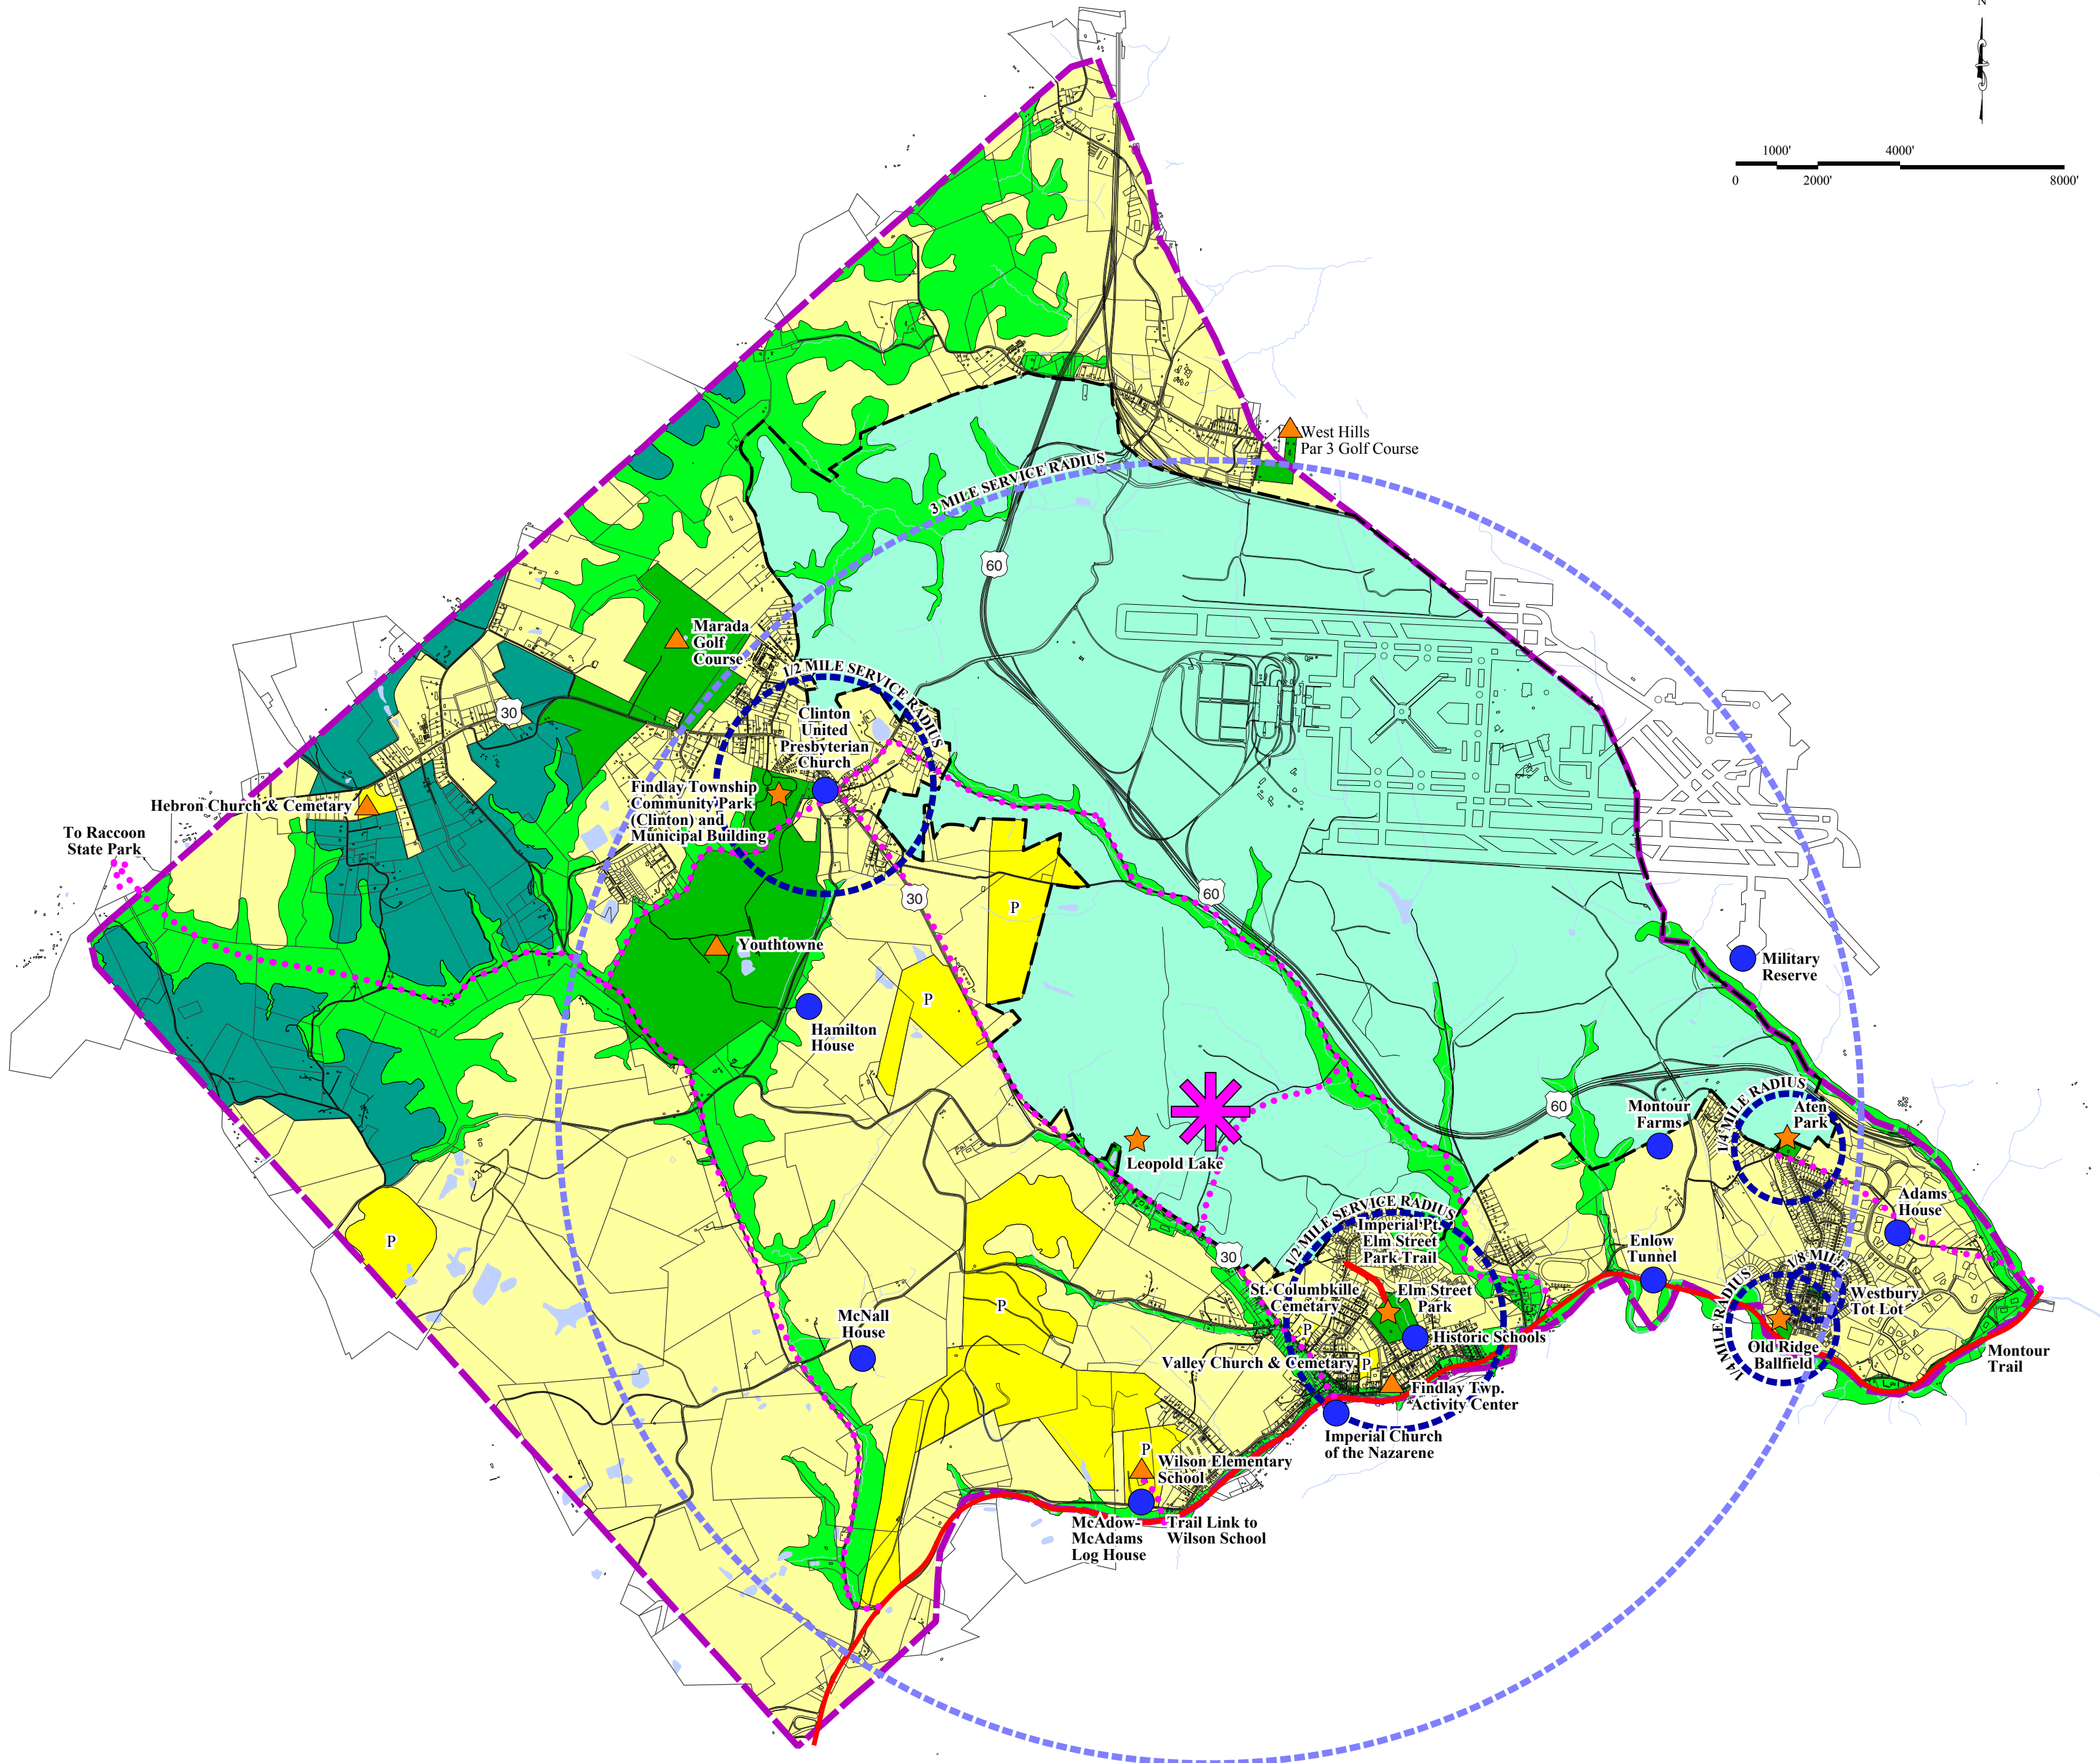 N
1000'
4000'
0
2000'
8000'
West Hills
Par 3 Golf Course
3 MILE SERVICE RADIUS
60
Marada
Golf
Course
1/2 MILE SERVICE RADIUS
30
Clinton
United
Presbyterian
Church
Findlay Township
Community Park
(Clinton) and
Municipal Building
Hebron Church & Cemetary
To Raccoon
State Park
60
30
P
Youthtowne
Military
Reserve
P
Hamilton
House
60
Montour
Farms
1/4 MILE RADIUS
Aten
Park
Leopold Lake
Adams
House
1/2 MILE SERVICE RADIUS
Imperial Pt.
Elm Street
Park Trail
P
30
Enlow
Tunnel
1/8 MILE
St. Columbkille
Cemetary
Elm Street
Park
Westbury
Tot Lot
P
McNall
House
P
Historic Schools
1/4 MILE RADIUS
Old Ridge
Ballfield
Montour
Trail
Valley Church & Cemetary
P
Findlay Twp.
Activity Center
Imperial Church
of the Nazarene
P
Wilson Elementary
School
McAdow-
McAdams
Log House
Trail Link to
Wilson School